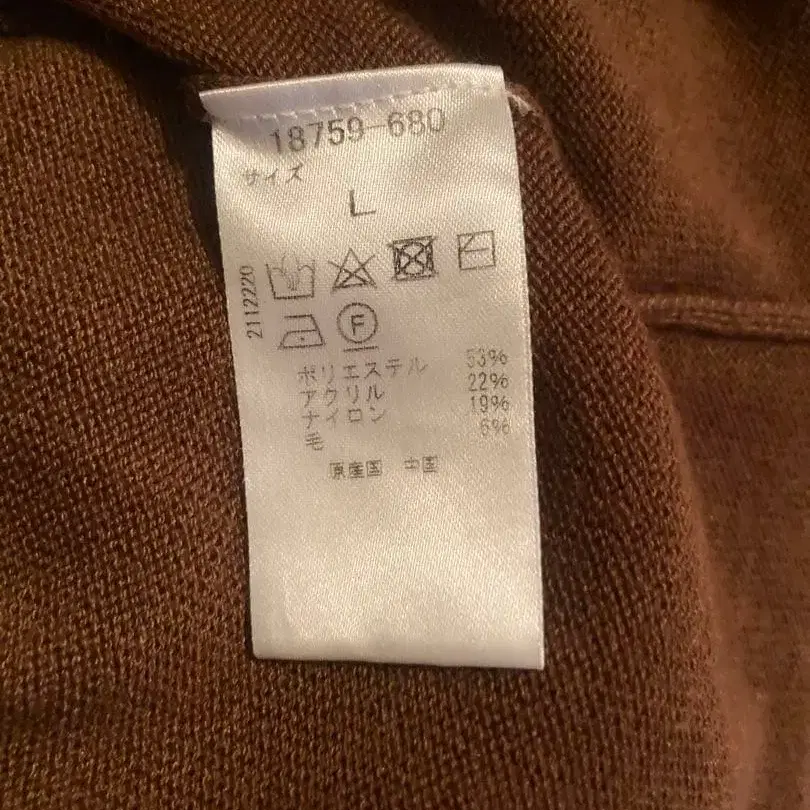 18759-680
サイズ
L
2112220
F
ポリエステル 53%
アクリル 22%
ナイロン 19%
毛 6%
原産国 中国